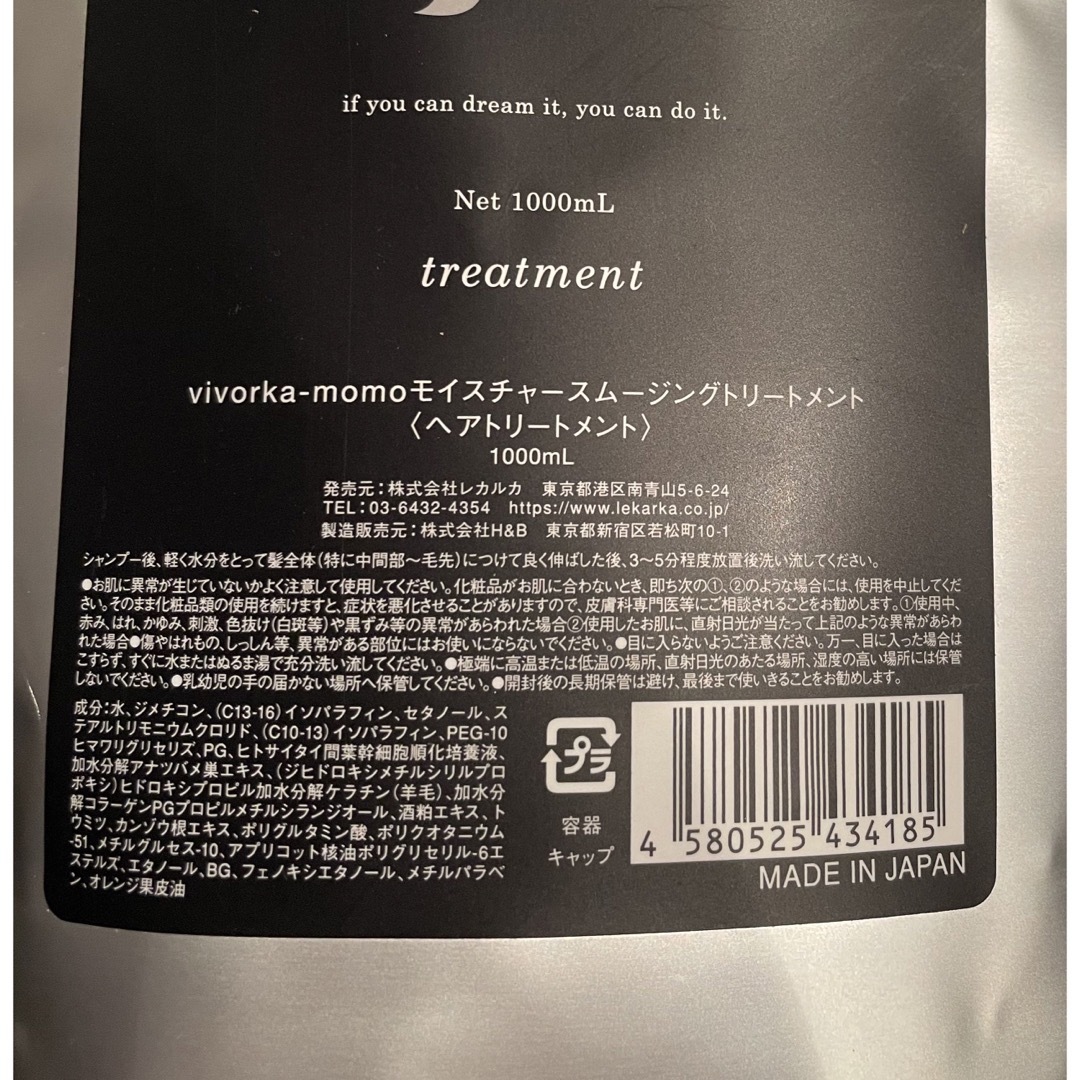 if you can dream it, you can do it.
Net 1000mL
treatment
vivorka-momoモイスチャースムージングトリートメント
〈ヘアトリートメント〉
1000mL
発売元：株式会社レカルカ　東京都港区南青山5-6-24
TEL：03-6432-4354　https://www.lekarka.co.jp/
製造販売元：株式会社H&B　東京都新宿区若松町10-1
シャンプー後、軽く水分をとって髪全体（特に中間部～毛先）につけて良く伸ばした後、3～5分程度放置後洗い流してください。
●お肌に異常が生じていないかよく注意して使用してください。化粧品がお肌に合わないとき、即ち次の①、②のような場合には、使用を中止してくだ
さい。そのまま化粧品類の使用を続けますと、症状を悪化させることがありますので、皮膚科専門医等にご相談されることをお勧めします。①使用中、
赤み、はれ、かゆみ、刺激、色抜け(白斑等)や黒ずみ等の異常があらわれた場合②使用したお肌に、直射日光が当たって上記のような異常があらわ
れた場合●傷やはれもの、しっしん等、異常がある部位にはお使いにならないでください。●目に入らないようご注意ください。万一、目に入った場合は
こすらず、すぐに水またはぬるま湯で充分洗い流してください。●極端に高温または低温の場所、直射日光のあたる場所、湿度の高い場所には保管
しないでください。●乳幼児の手の届かない場所へ保管してください。●開封後の長期保管は避け、最後まで使いきることをお勧めします。
成分：水、ジメチコン、(C13-16)イソパラフィン、セタノール、ス
テアルトリモニウムクロリド、(C10-13)イソパラフィン、PEG-10
ヒマワリグリセリズ、PG、ヒトサイタイ間葉幹細胞順化培養液、
加水分解アナツバメ巣エキス、(ジヒドロキシメチルシリルプロ
ポキシ)ヒドロキシプロピル加水分解ケラチン(羊毛)、加水分
解コラーゲンPGプロピルメチルシランジオール、酒粕エキス、ト
ウミツ、カンゾウ根エキス、ポリグルタミン酸、ポリクオタニウム
-51、メチルグルセス-10、アプリコット核油ポリグリセリル-6エ
ステルズ、エタノール、BG、フェノキシエタノール、メチルパラベ
ン、オレンジ果皮油
プラ
容器
キャップ
4 580525 434185
MADE IN JAPAN